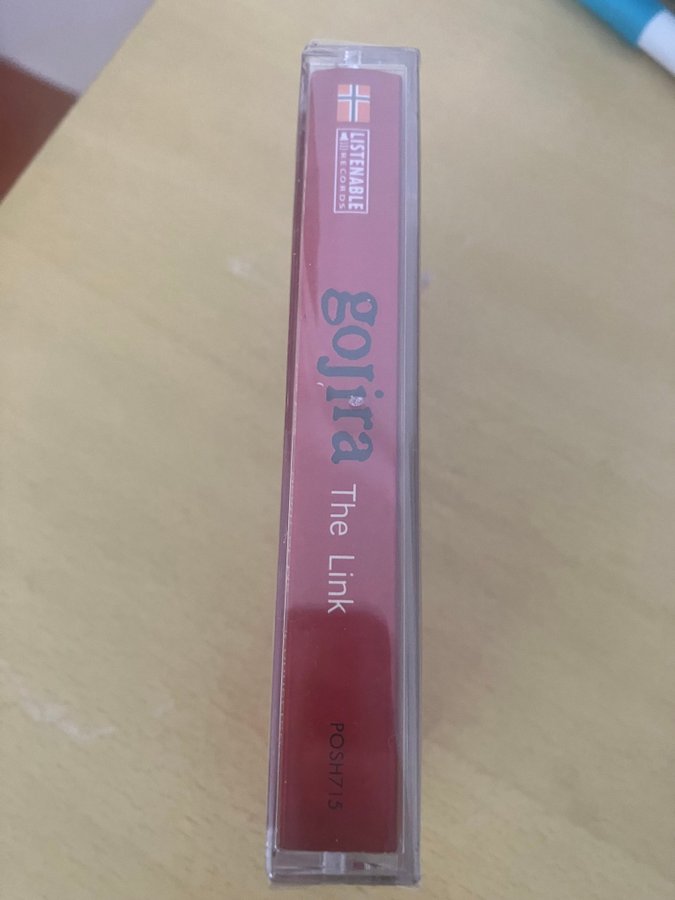 LISTENABLE
RECORDS
gojira
The Link
POSH715